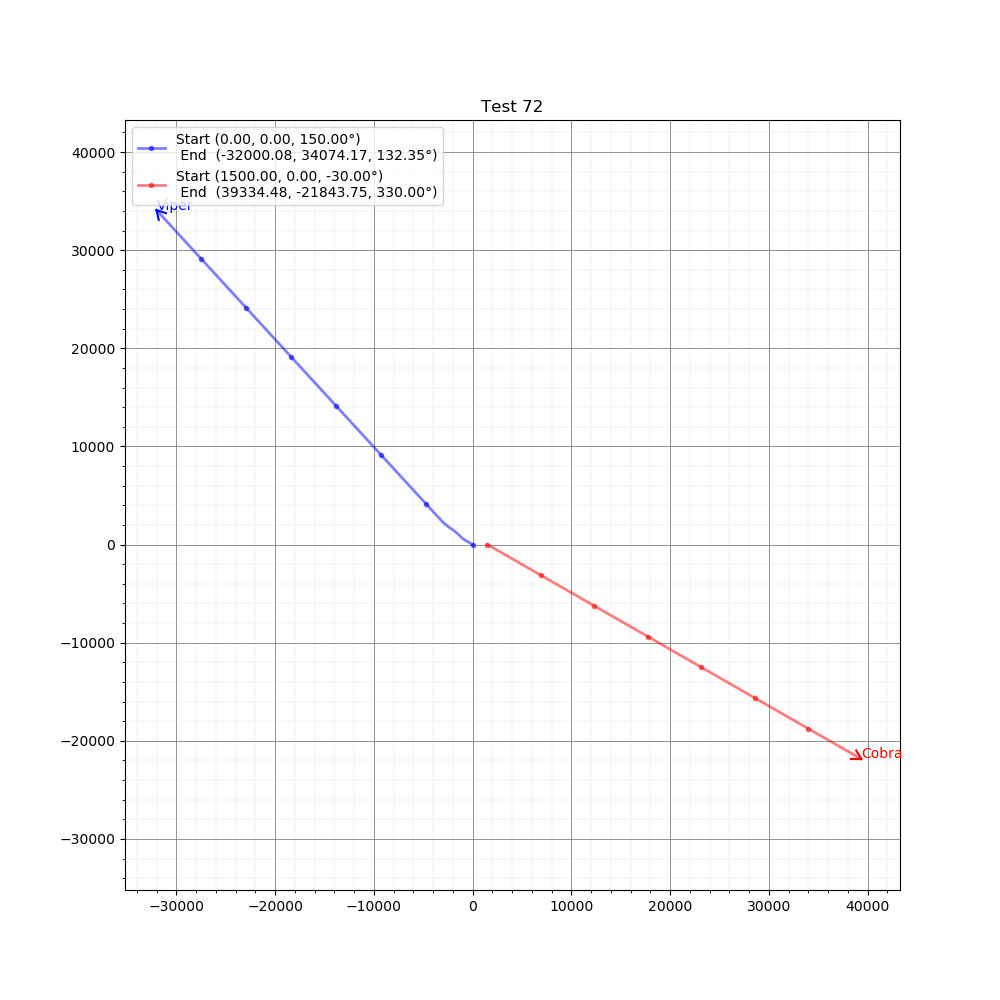 Test 72
Start (0.00, 0.00, 150.00°)
End (-32000.08, 34074.17, 132.35°)
Start (1500.00, 0.00, -30.00°)
End (39334.48, -21843.75, 330.00°)
Viper
Cobra
40000
30000
20000
10000
0
−10000
−20000
−30000
−30000 −20000 −10000 0 10000 20000 30000 40000